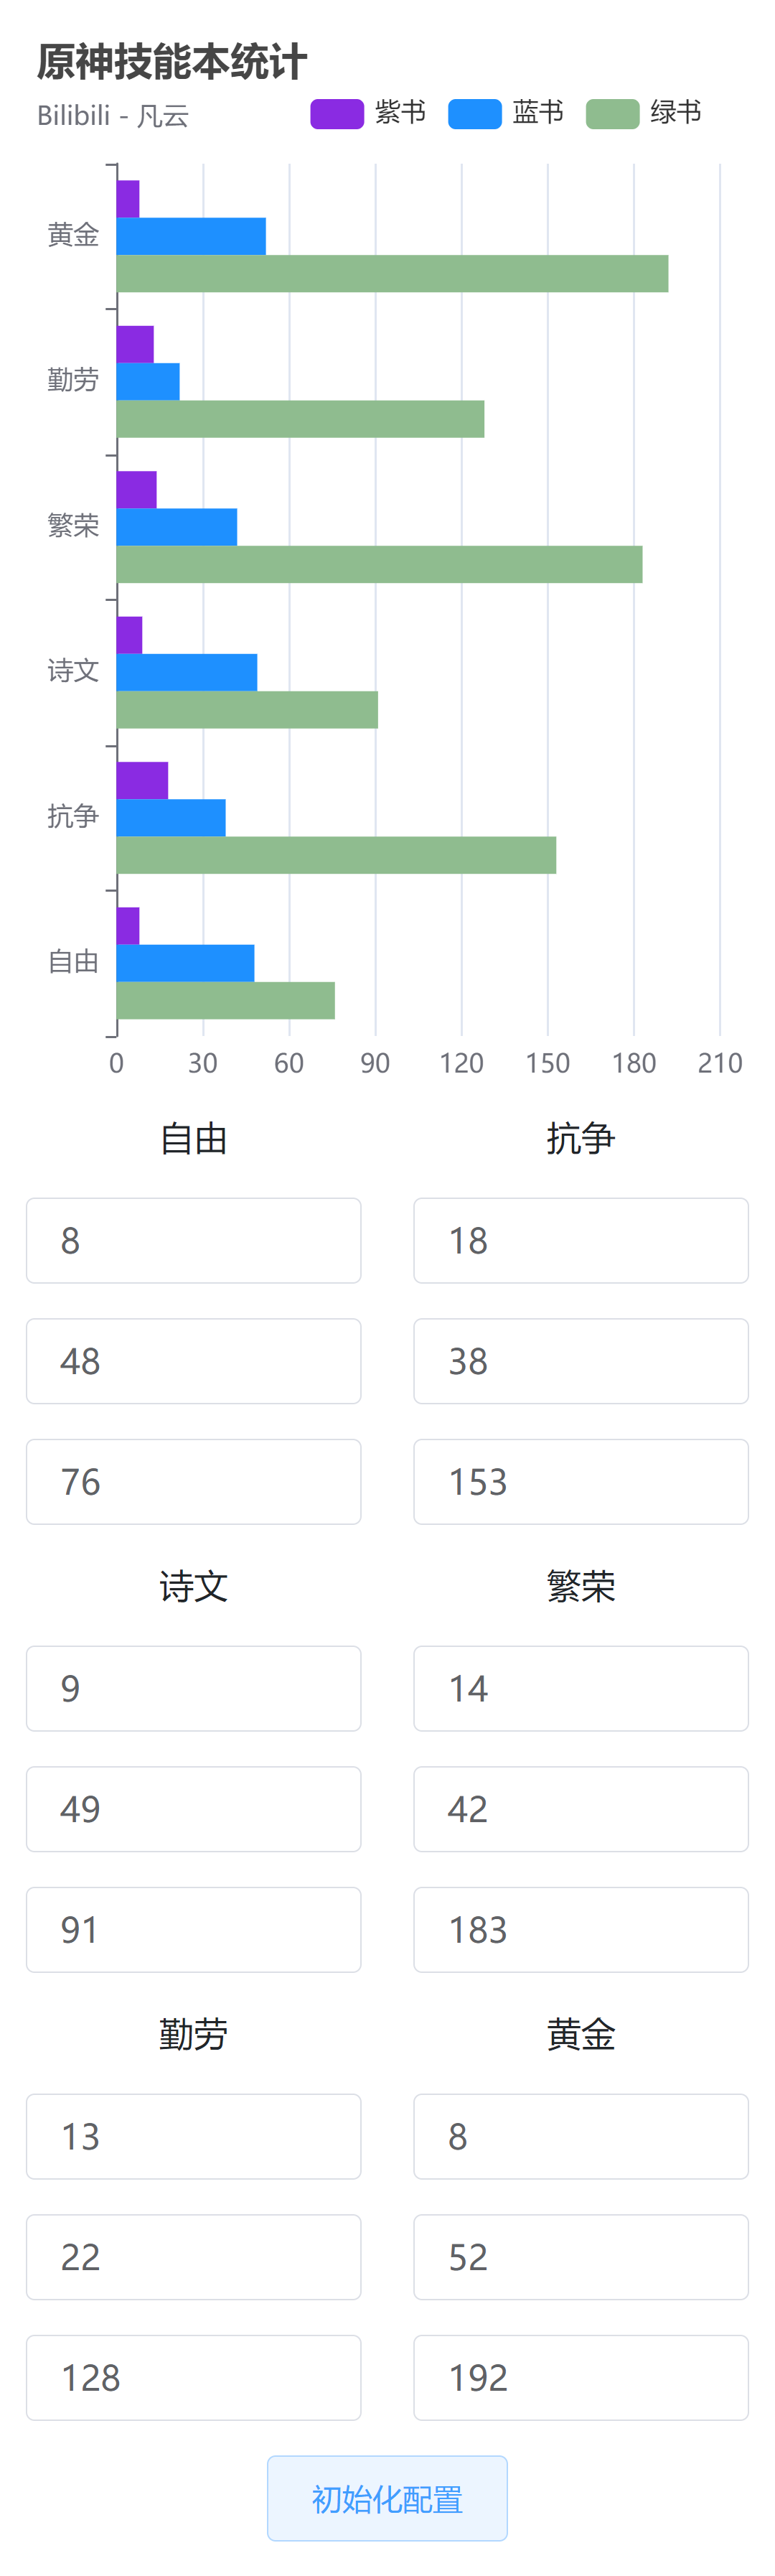 原神技能本统计
Bilibili - 凡云
紫书 蓝书 绿书
黄金
勤劳
繁荣
诗文
抗争
自由
0 30 60 90 120 150 180 210
自由 抗争
8 18
48 38
76 153
诗文 繁荣
9 14
49 42
91 183
勤劳 黄金
13 8
22 52
128 192
初始化配置